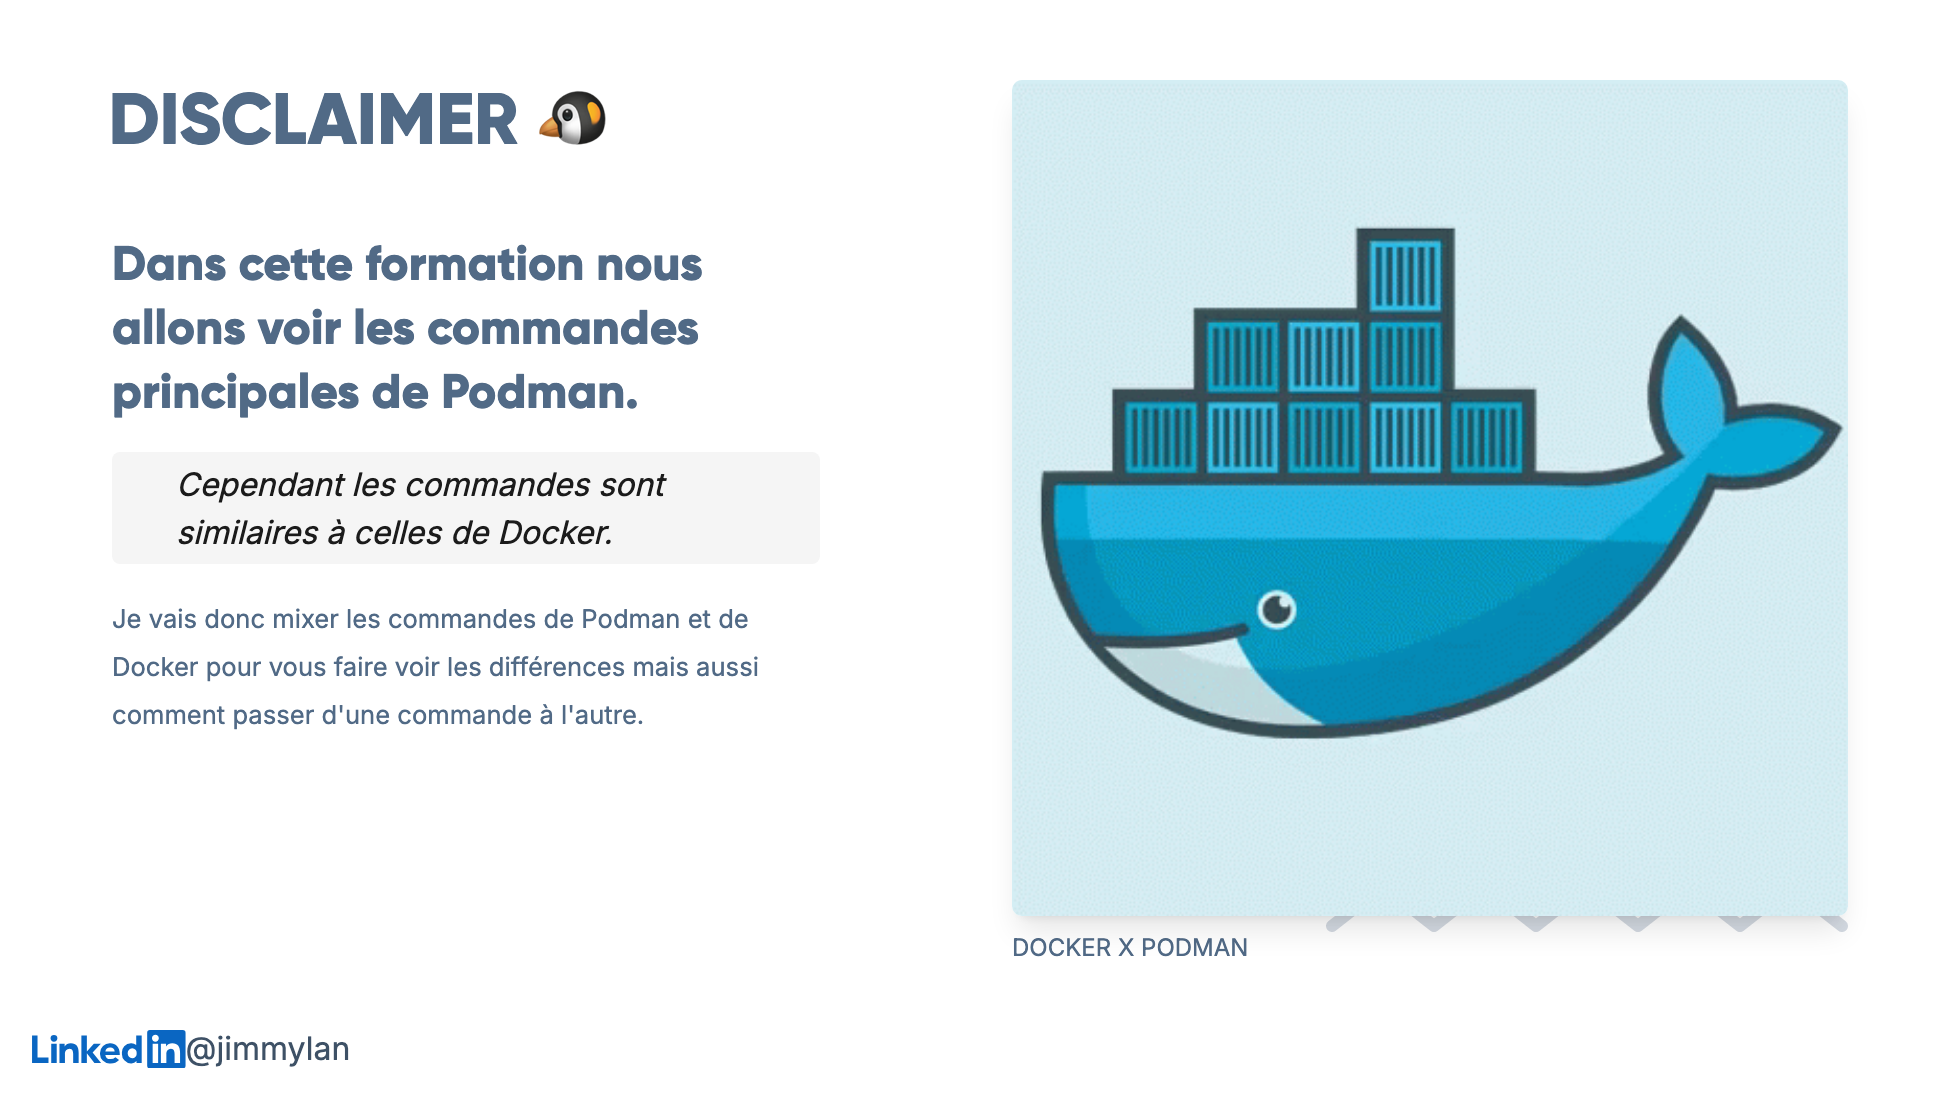 DISCLAIMER 🐧
Dans cette formation nous
allons voir les commandes
principales de Podman.
Cependant les commandes sont
similaires à celles de Docker.
Je vais donc mixer les commandes de Podman et de
Docker pour vous faire voir les différences mais aussi
comment passer d'une commande à l'autre.
DOCKER X PODMAN
Linkedin@jimmylan